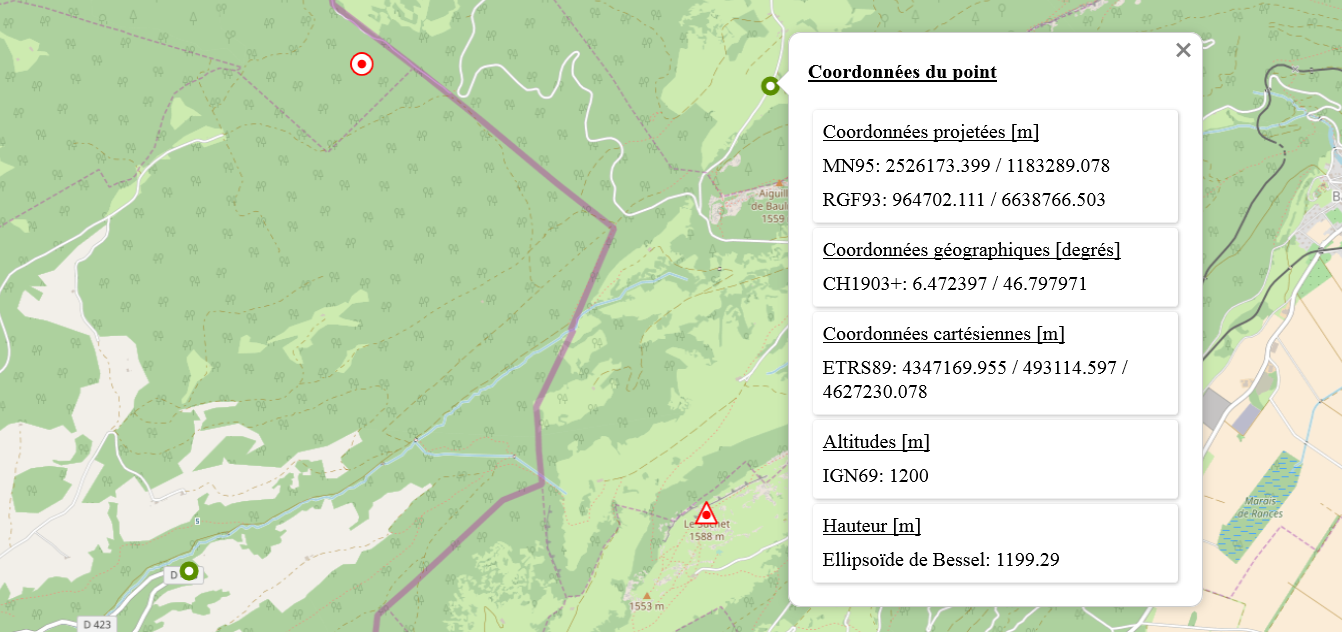 Coordonnées du point
Coordonnées projetées [m]
MN95: 2526173.399 / 1183289.078
RGF93: 964702.111 / 6638766.503
Coordonnées géographiques [degrés]
CH1903+: 6.472397 / 46.797971
Coordonnées cartésiennes [m]
ETRS89: 4347169.955 / 493114.597 /
4627230.078
Altitudes [m]
IGN69: 1200
Hauteur [m]
Ellipsoïde de Bessel: 1199.29
Aiguil
de Baul
1559
Ba
Marais
de Rances
Le Suchet
1588 m
1553 m
D
D 423